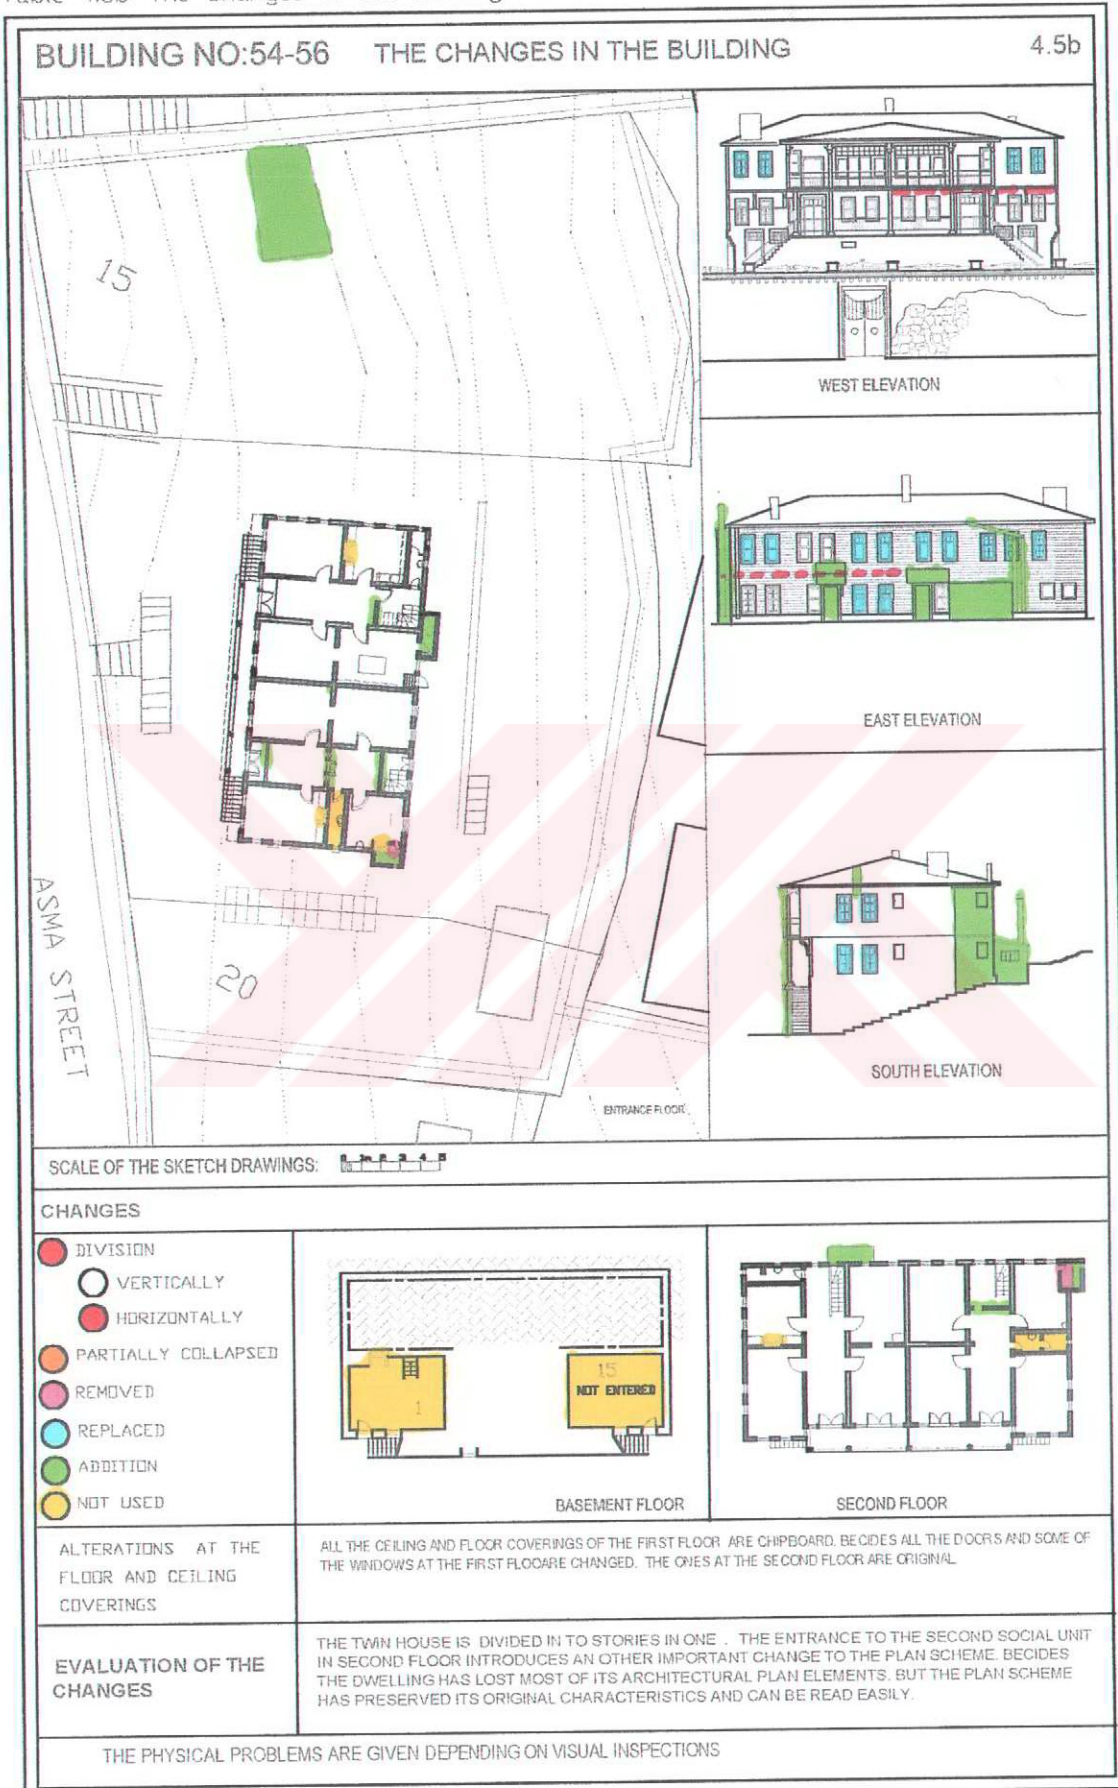 BUILDING NO:54-56 THE CHANGES IN THE BUILDING 4.5b
15
WEST ELEVATION
EAST ELEVATION
ASMA STREET
20
SOUTH ELEVATION
ENTRANCE FLOOR
SCALE OF THE SKETCH DRAWINGS: 0 1m 2 3 4 5
CHANGES
DIVISION
VERTICALLY
HORIZONTALLY
PARTIALLY COLLAPSED
REMOVED
REPLACED
ADDITION
NOT USED
1
15
NOT ENTERED
BASEMENT FLOOR
SECOND FLOOR
ALTERATIONS AT THE
FLOOR AND CEILING
COVERINGS
ALL THE CEILING AND FLOOR COVERINGS OF THE FIRST FLOOR ARE CHIPBOARD. BECIDES ALL THE DOORS AND SOME OF
THE WINDOWS AT THE FIRST FLOOARE CHANGED. THE ONES AT THE SECOND FLOOR ARE ORIGINAL
EVALUATION OF THE
CHANGES
THE TWIN HOUSE IS DIVIDED IN TO STORIES IN ONE . THE ENTRANCE TO THE SECOND SOCIAL UNIT
IN SECOND FLOOR INTRODUCES AN OTHER IMPORTANT CHANGE TO THE PLAN SCHEME. BECIDES
THE DWELLING HAS LOST MOST OF ITS ARCHITECTURAL PLAN ELEMENTS. BUT THE PLAN SCHEME
HAS PRESERVED ITS ORIGINAL CHARACTERISTICS AND CAN BE READ EASILY.
THE PHYSICAL PROBLEMS ARE GIVEN DEPENDING ON VISUAL INSPECTIONS